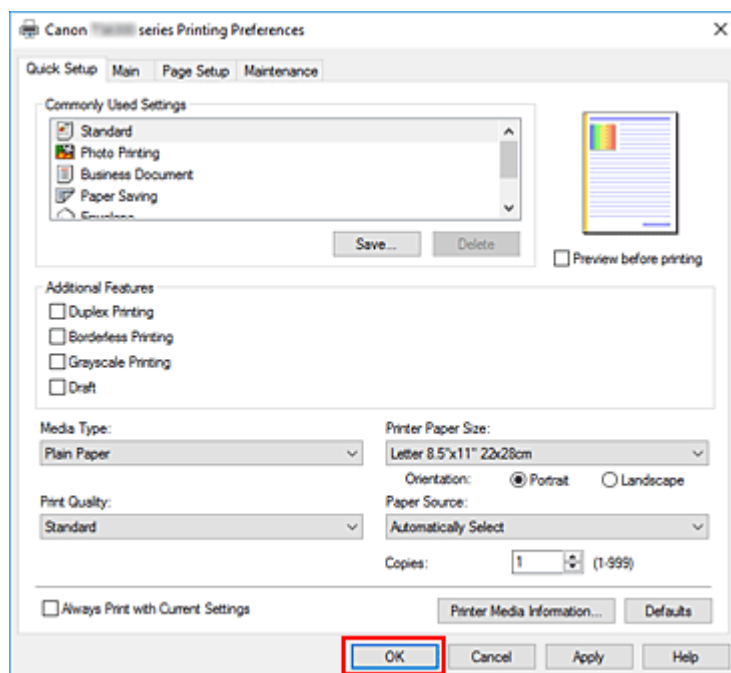 Canon series Printing Preferences
Quick Setup Main Page Setup Maintenance
Commonly Used Settings
Standard
Photo Printing
Business Document
Paper Saving
Save... Delete
Preview before printing
Additional Features
Duplex Printing
Borderless Printing
Grayscale Printing
Draft
Media Type: Printer Paper Size:
Plain Paper Letter 8.5"x11" 22x28cm
Orientation: Portrait Landscape
Print Quality: Paper Source:
Standard Automatically Select
Copies: 1 (1-999)
Always Print with Current Settings Printer Media Information... Defaults
OK Cancel Apply Help